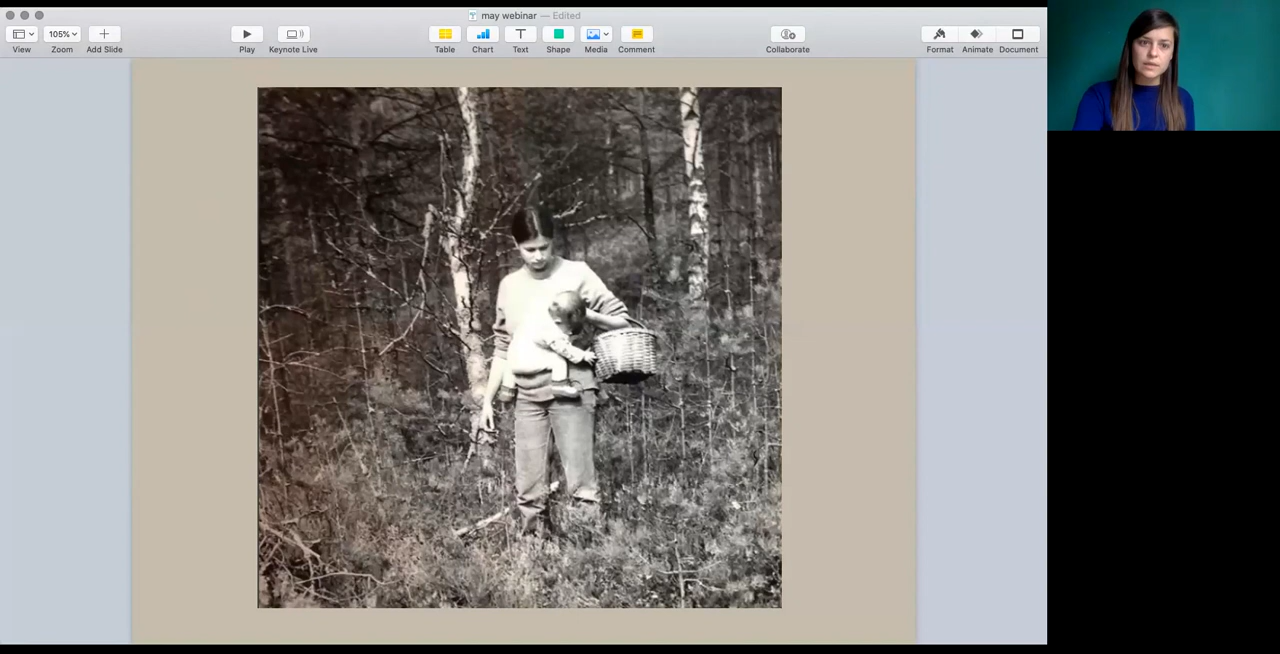 may webinar — Edited
View
105%
Zoom
Add Slide
Play
Keynote Live
Table
Chart
Text
Shape
Media
Comment
Collaborate
Format
Animate
Document